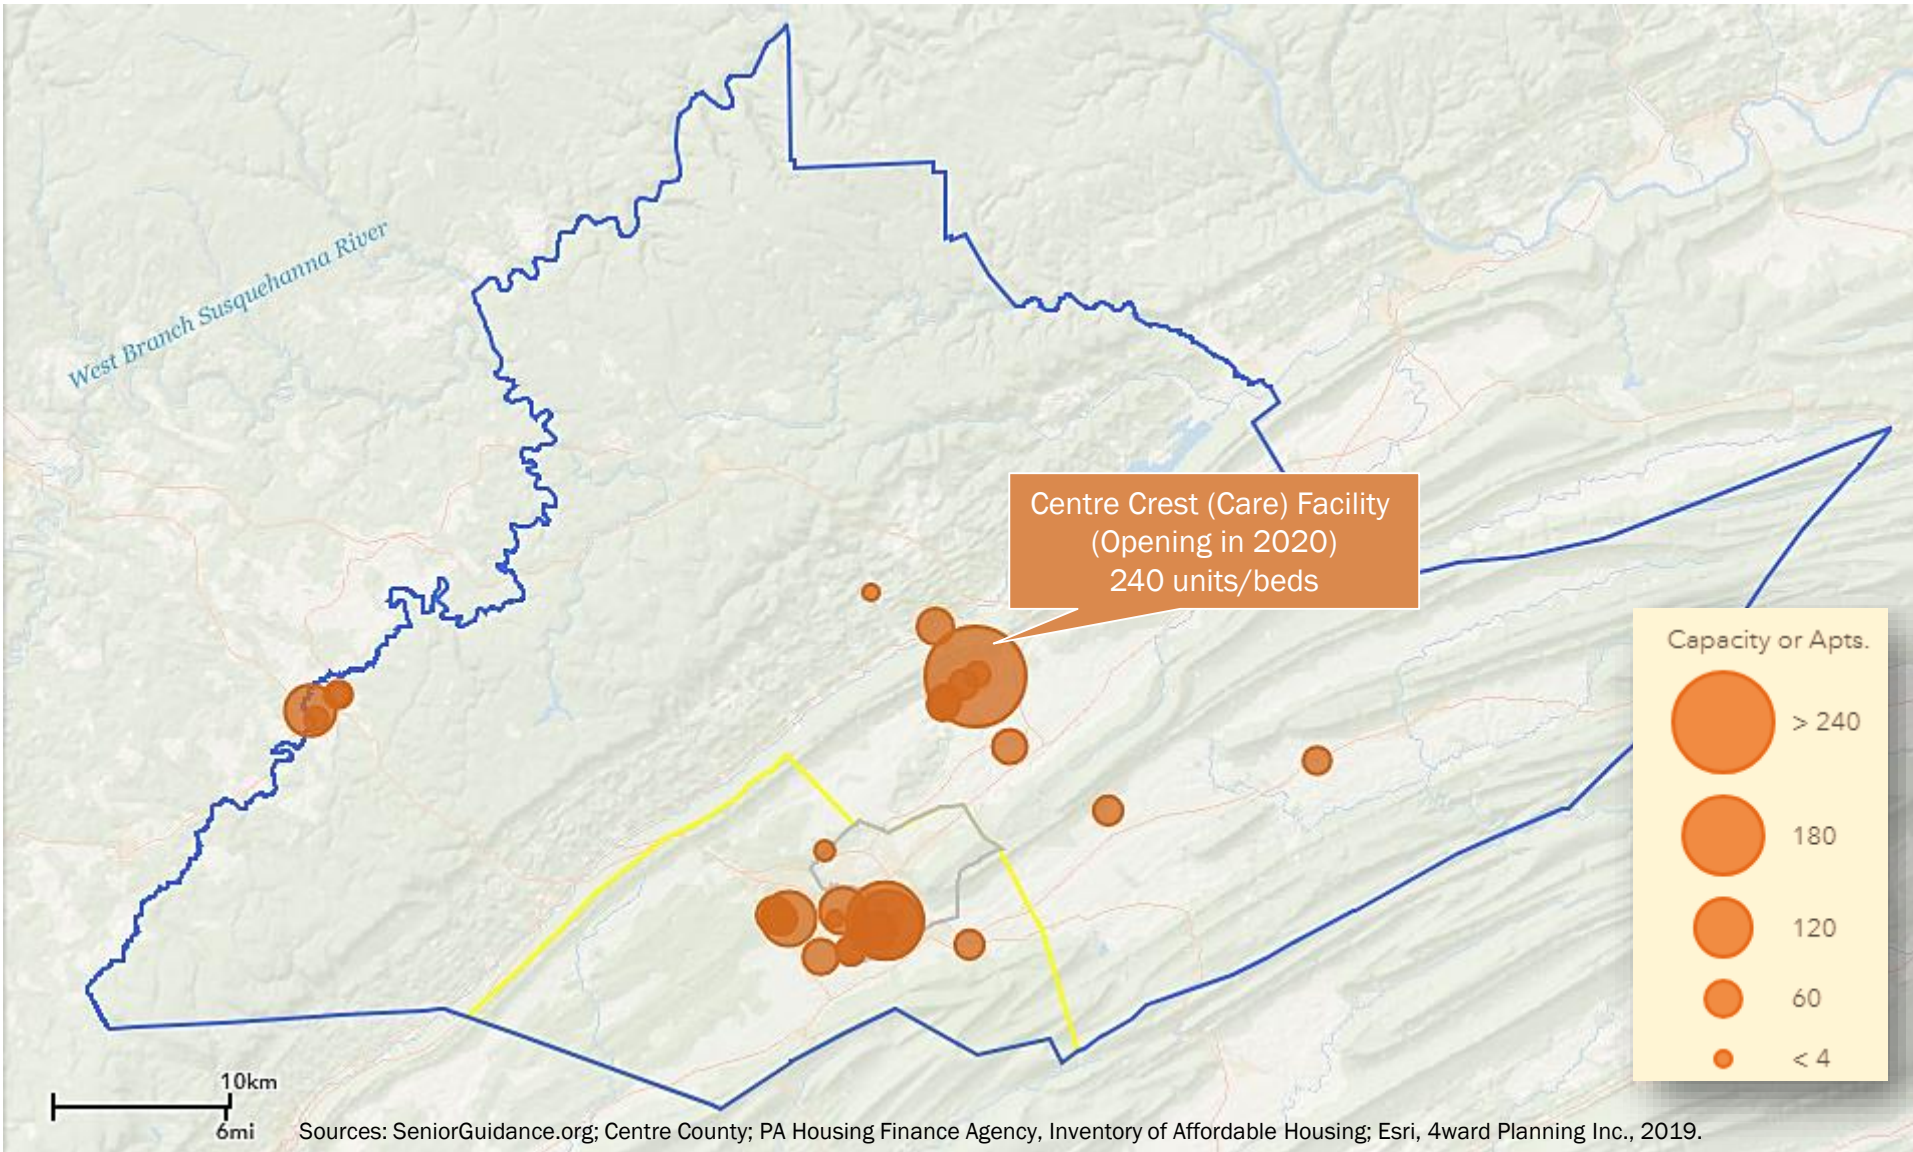 West Branch Susquehanna River
Centre Crest (Care) Facility
(Opening in 2020)
240 units/beds
Capacity or Apts.
> 240
180
120
60
< 4
10km
6mi
Sources: SeniorGuidance.org; Centre County; PA Housing Finance Agency, Inventory of Affordable Housing; Esri, 4ward Planning Inc., 2019.